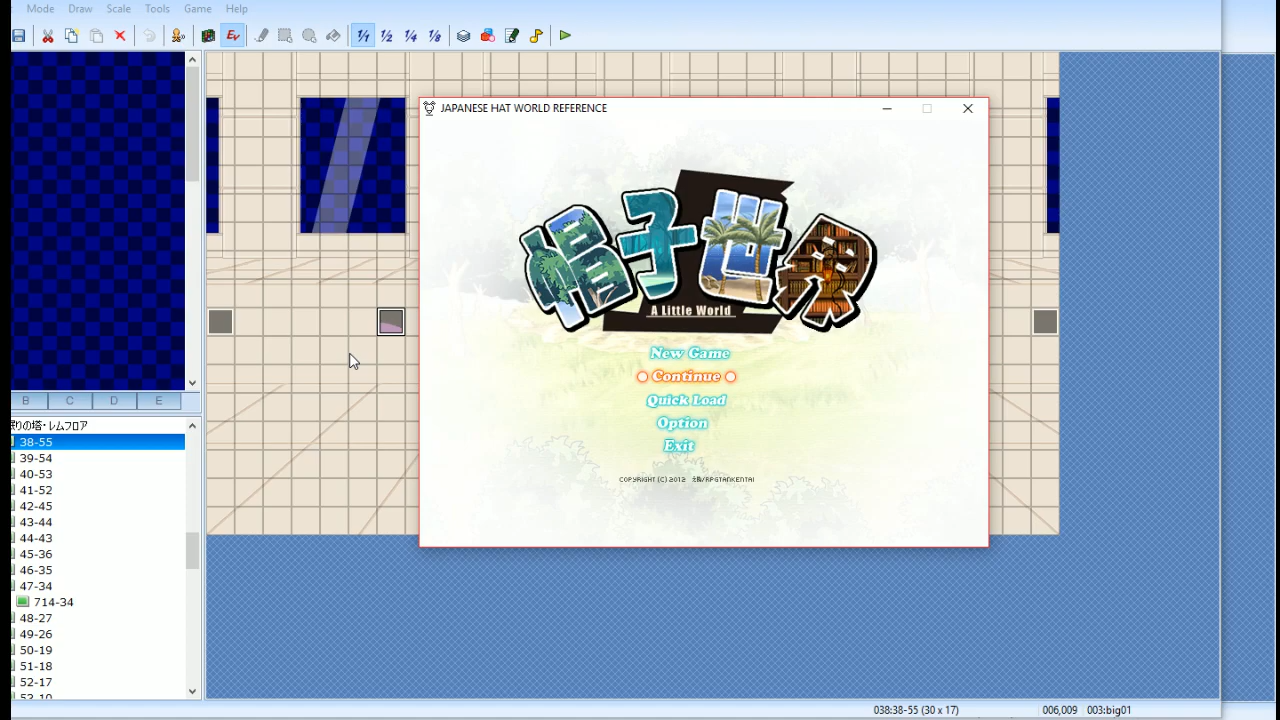 Mode Draw Scale Tools Game Help
Ev 1/1 1/2 1/4 1/8
JAPANESE HAT WORLD REFERENCE
帽子世界
A Little World
New Game
Continue
Quick Load
Option
Exit
COPYRIGHT (C) 2012
/RPGTANKENTAI
B C D E
りの塔・レムフロア
38-55
39-54
40-53
41-52
42-45
43-44
44-43
45-36
46-35
47-34
714-34
48-27
49-26
50-19
51-18
52-17
53-10
038:38-55 (30 x 17) 006,009 003:big01